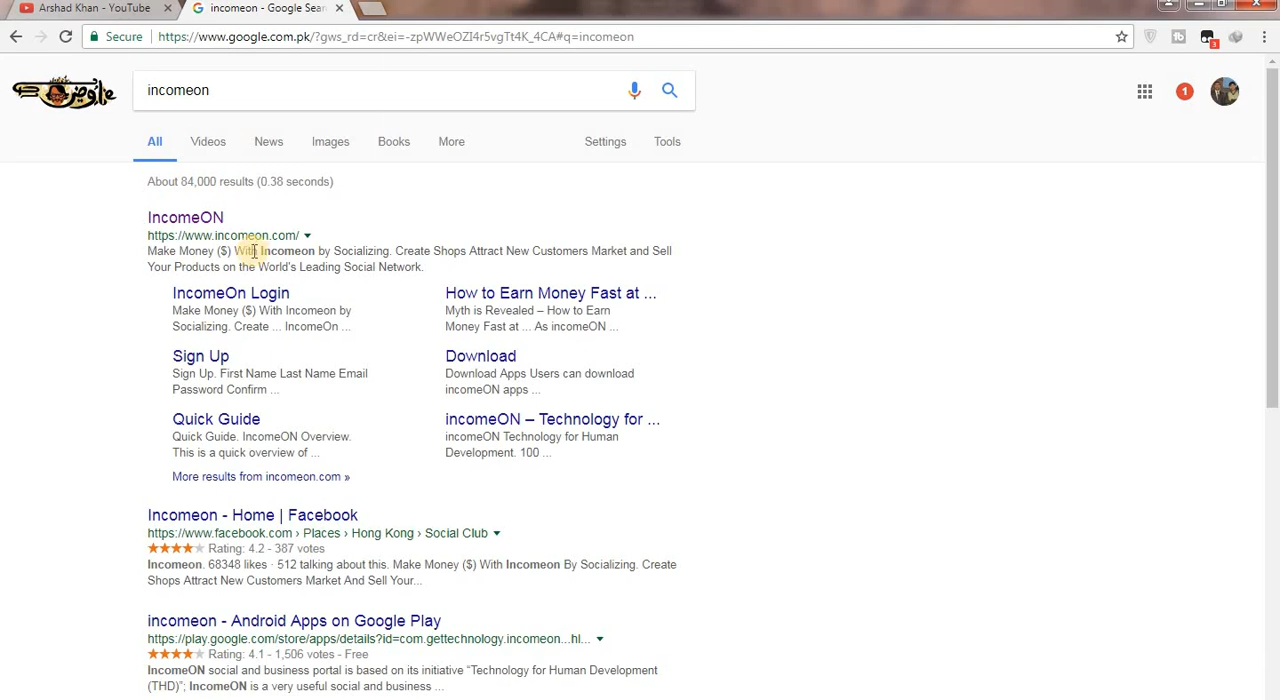 Arshad Khan - YouTube
incomeon - Google Sear
Secure
https://www.google.com.pk/?gws_rd=cr&ei=-zpWWeOZI4r5vgTt4K_4CA#q=incomeon
3
incomeon
1
All Videos News Images Books More Settings Tools
About 84,000 results (0.38 seconds)
IncomeON
https://www.incomeon.com/
Make Money ($) With Incomeon by Socializing. Create Shops Attract New Customers Market and Sell
Your Products on the World's Leading Social Network.
IncomeOn Login
Make Money ($) With Incomeon by
Socializing. Create ... IncomeOn ...
How to Earn Money Fast at ...
Myth is Revealed – How to Earn
Money Fast at ... As incomeON ...
Sign Up
Sign Up. First Name Last Name Email
Password Confirm ...
Download
Download Apps Users can download
incomeON apps ...
Quick Guide
Quick Guide. IncomeON Overview.
This is a quick overview of ...
incomeON – Technology for ...
incomeON Technology for Human
Development. 100 ...
More results from incomeon.com »
Incomeon - Home | Facebook
https://www.facebook.com › Places › Hong Kong › Social Club
Rating: 4.2 - 387 votes
Incomeon. 68348 likes · 512 talking about this. Make Money ($) With Incomeon By Socializing. Create
Shops Attract New Customers Market And Sell Your...
incomeon - Android Apps on Google Play
https://play.google.com/store/apps/details?id=com.gettechnology.incomeon...hl...
Rating: 4.1 - 1,506 votes - Free
IncomeON social and business portal is based on its initiative “Technology for Human Development
(THD)”; IncomeON is a very useful social and business ...